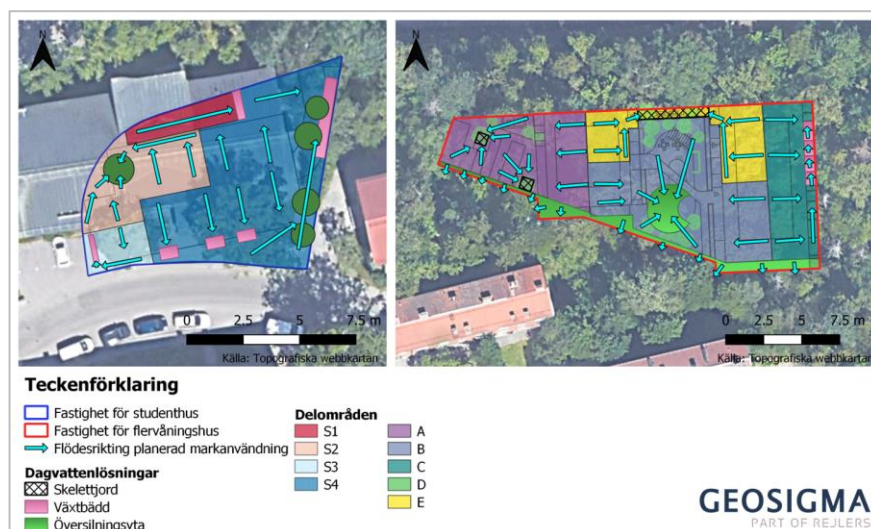 N
N
0 2.5 5 7.5 m
Källa: Topografiska webbkartan
0 2.5 5 7.5 m
Källa: Topografiska webbkartan
Teckenförklaring
Fastighet för studenthus
Fastighet för flervåningshus
Flödesrikting planerad markanvändning
Dagvattenlösningar
Skelettjord
Växtbädd
Översilningsyta
Delområden
S1
S2
S3
S4
A
B
C
D
E
GEOSIGMA
PART OF REJLERS